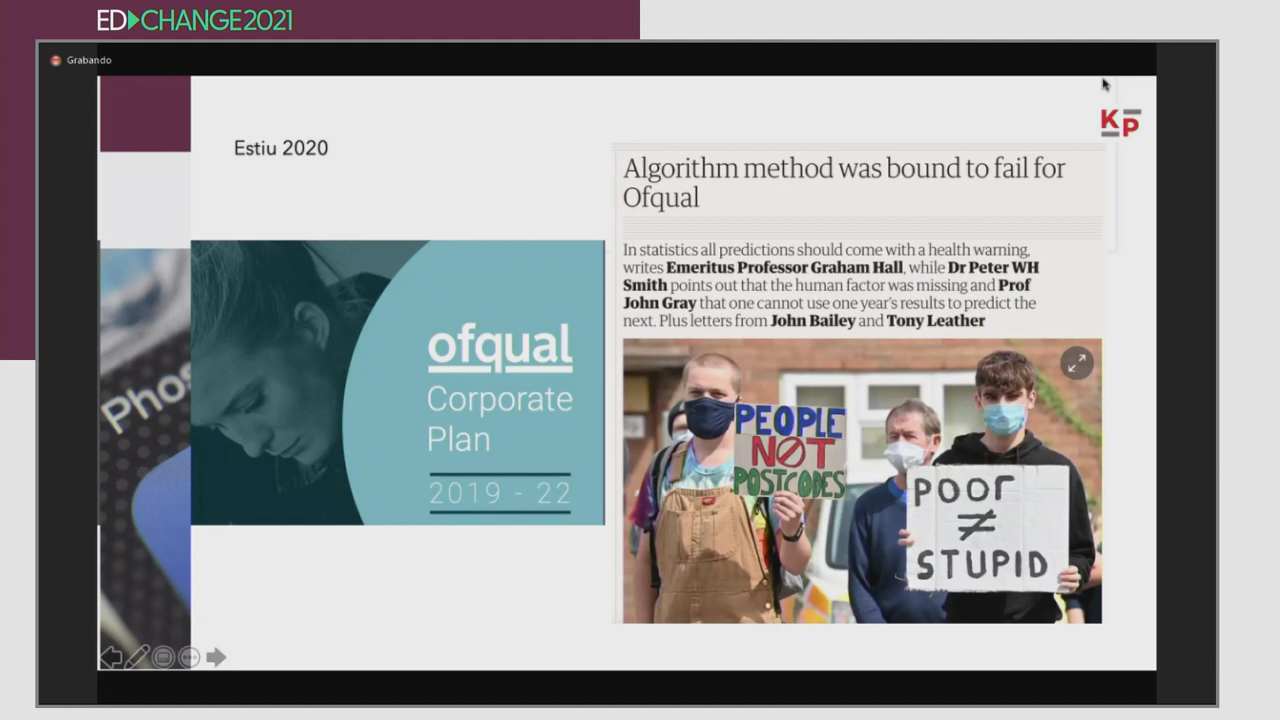 ED CHANGE2021
Grabando
KP
Estiu 2020
Algorithm method was bound to fail for
Ofqual
In statistics all predictions should come with a health warning,
writes Emeritus Professor Graham Hall, while Dr Peter WH
Smith points out that the human factor was missing and Prof
John Gray that one cannot use one year's results to predict the
next. Plus letters from John Bailey and Tony Leather
ofqual
Corporate
Plan
2019 - 22
Pho
PEOPLE
NOT
POSTCODES
POOr
≠
STUPID